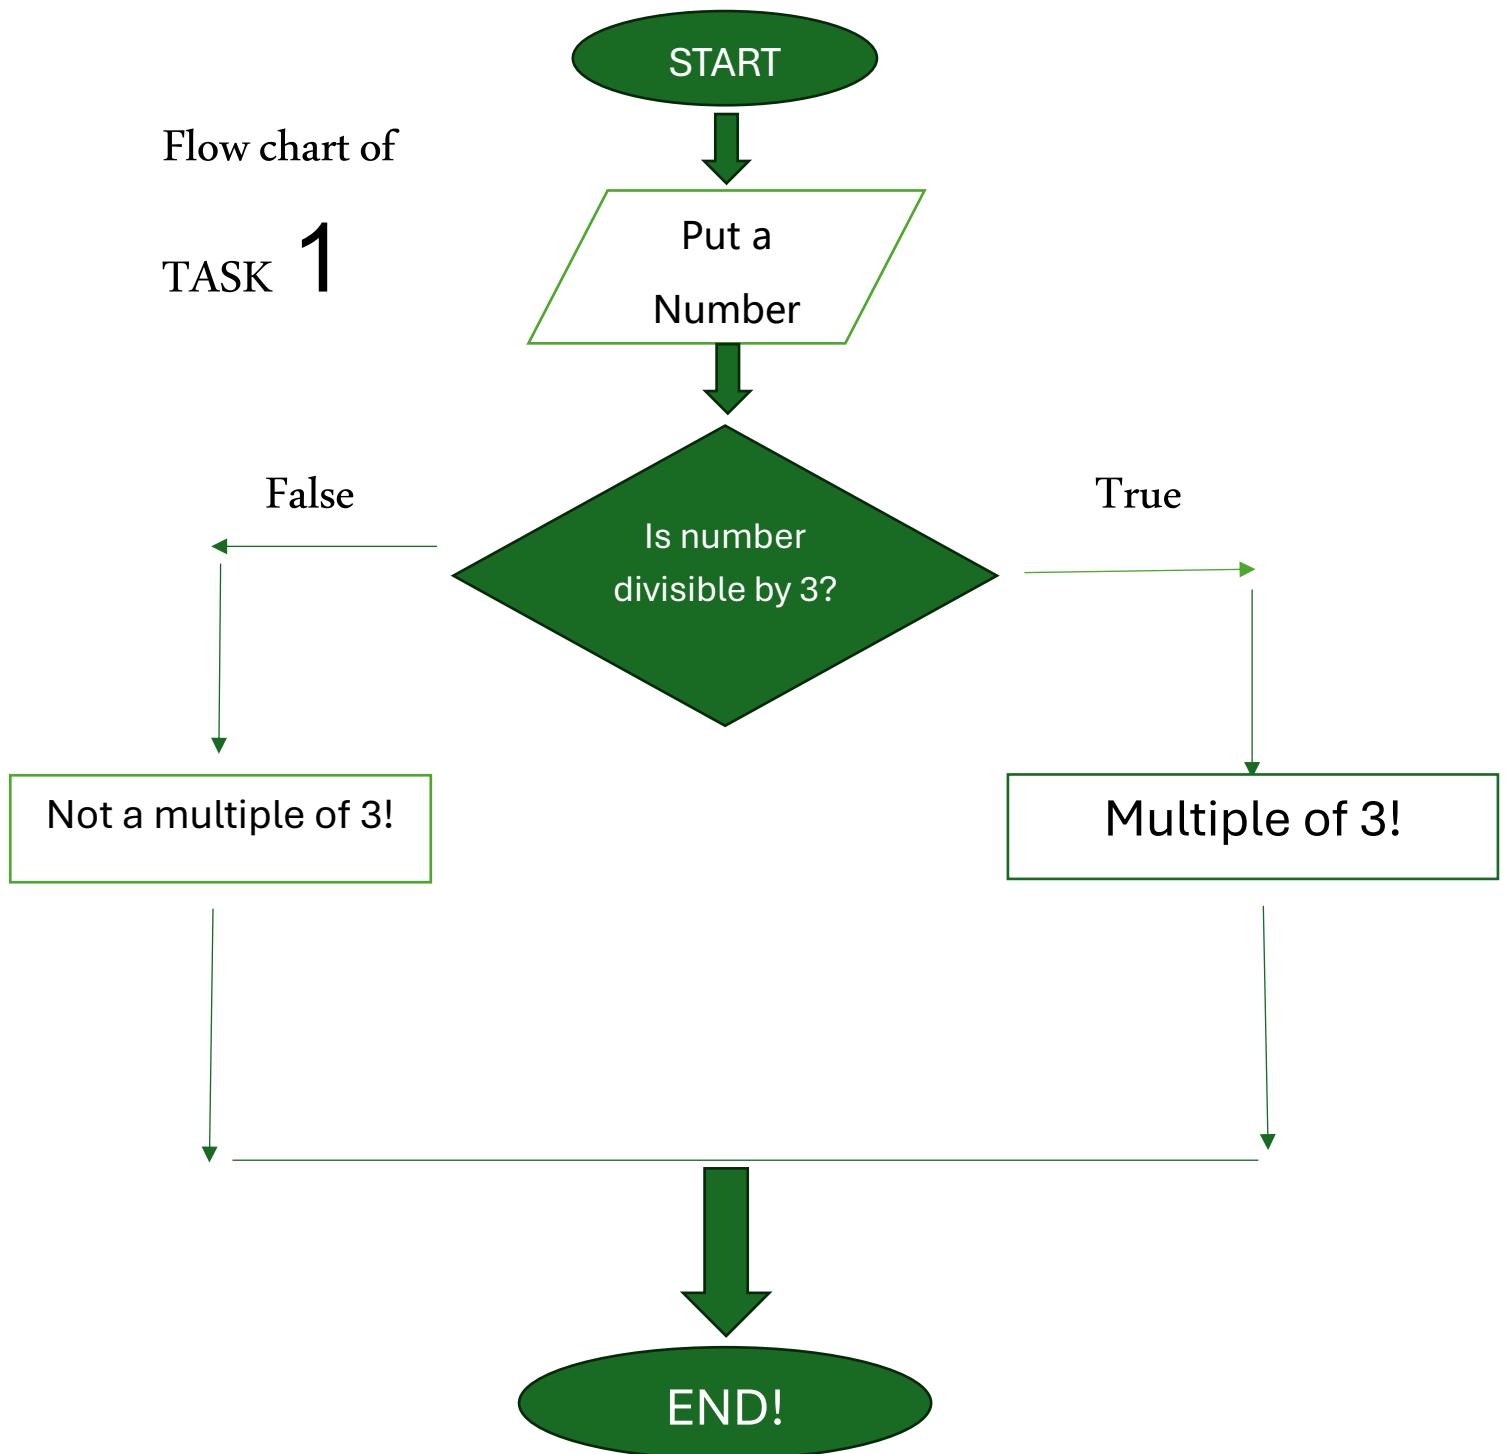 START
Flow chart of
TASK 1
Put a
Number
False
True
Is number
divisible by 3?
Not a multiple of 3!
Multiple of 3!
END!